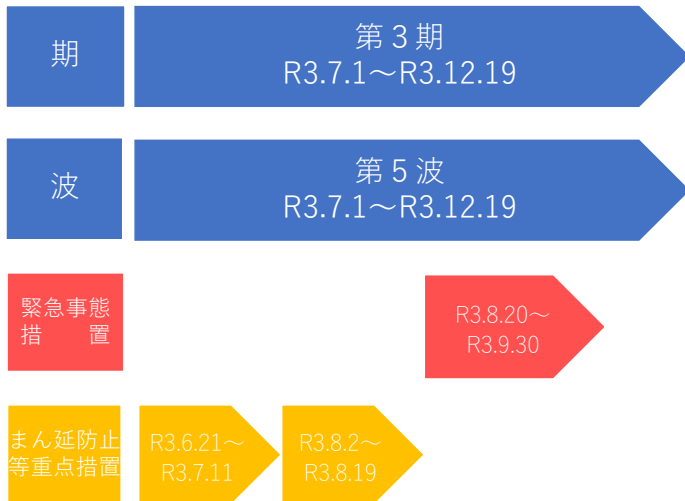 期
第３期
R3.7.1～R3.12.19
波
第５波
R3.7.1～R3.12.19
緊急事態
措　　置
R3.8.20～
R3.9.30
まん延防止
等重点措置
R3.6.21～
R3.7.11
R3.8.2～
R3.8.19